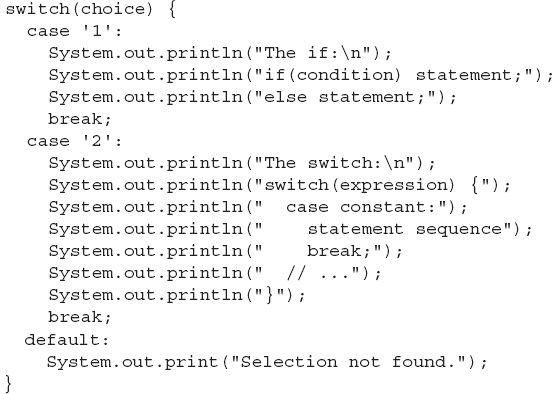 switch(choice) {
  case '1':
    System.out.println("The if:\n");
    System.out.println("if(condition) statement;");
    System.out.println("else statement;");
    break;
  case '2':
    System.out.println("The switch:\n");
    System.out.println("switch(expression) {");
    System.out.println("  case constant:");
    System.out.println("    statement sequence");
    System.out.println("    break;");
    System.out.println("  // ...");
    System.out.println("}");
    break;
  default:
    System.out.print("Selection not found.");
}